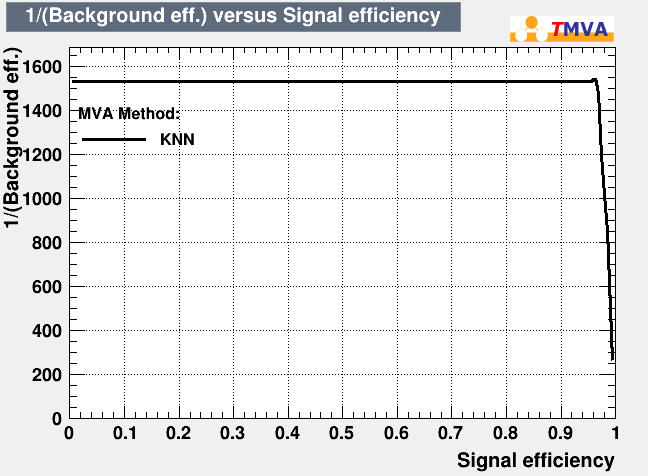 1/(Background eff.) versus Signal efficiency
TMVA
1/(Background eff.)
1600
1400
1200
1000
800
600
400
200
0
MVA Method:
KNN
0 0.1 0.2 0.3 0.4 0.5 0.6 0.7 0.8 0.9 1
Signal efficiency